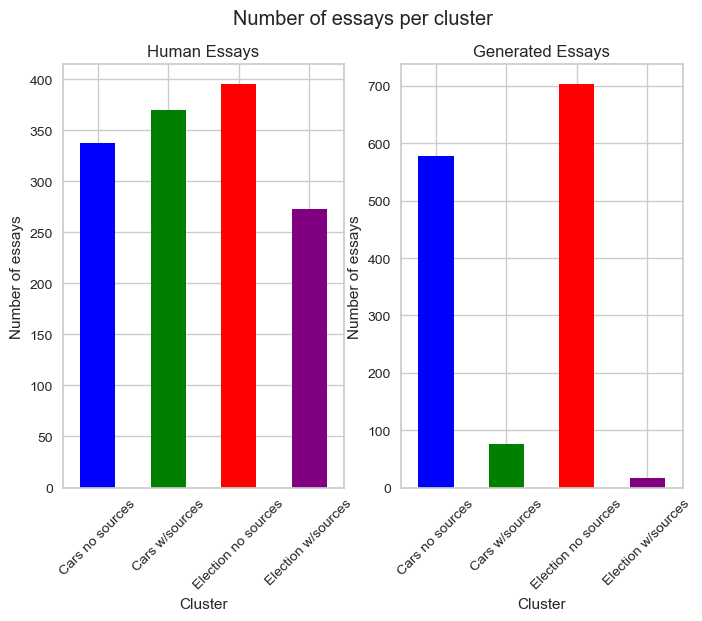 Number of essays per cluster
Human Essays
Number of essays
400
350
300
250
200
150
100
50
0
Cars no sources
Cars w/sources
Election no sources
Election w/sources
Cluster
Generated Essays
Number of essays
700
600
500
400
300
200
100
0
Cars no sources
Cars w/sources
Election no sources
Election w/sources
Cluster